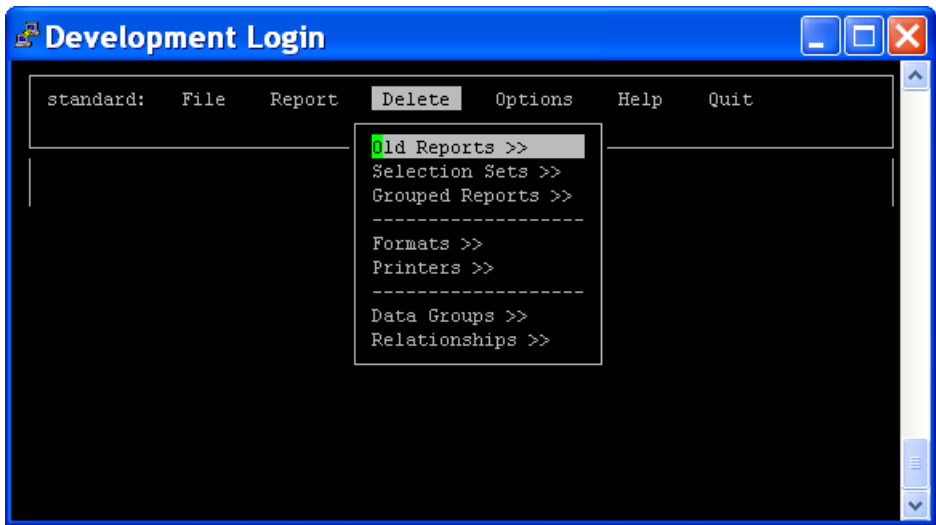 Development Login
standard: File Report Delete Options Help Quit
Old Reports >>
Selection Sets >>
Grouped Reports >>
-------------------
Formats >>
Printers >>
-------------------
Data Groups >>
Relationships >>